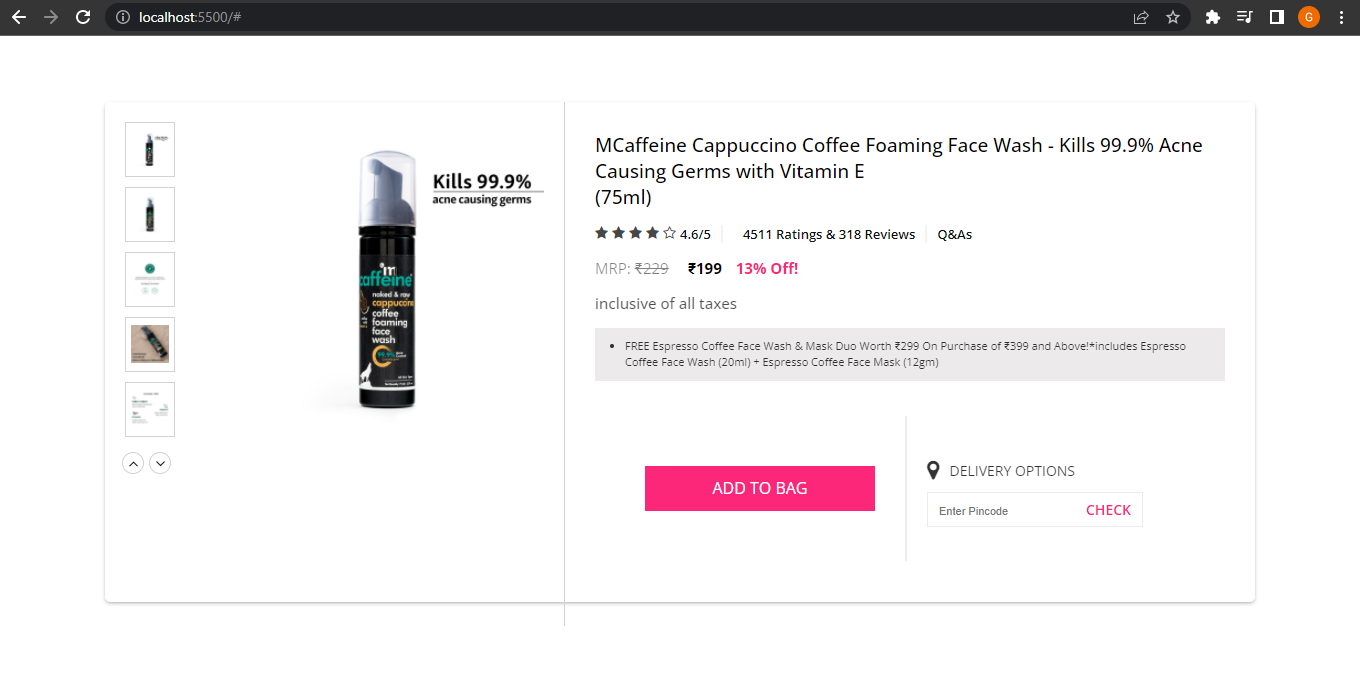 localhost:5500/#
G
Kills 99.9%
acne causing germs
'm
caffeine
naked & raw
cappuccino
coffee
foaming
face
wash
99.9%
MCaffeine Cappuccino Coffee Foaming Face Wash - Kills 99.9% Acne
Causing Germs with Vitamin E
(75ml)
4.6/5 4511 Ratings & 318 Reviews Q&As
MRP: ₹229 ₹199 13% Off!
inclusive of all taxes
• FREE Espresso Coffee Face Wash & Mask Duo Worth ₹299 On Purchase of ₹399 and Above!*includes Espresso
Coffee Face Wash (20ml) + Espresso Coffee Face Mask (12gm)
ADD TO BAG
DELIVERY OPTIONS
Enter Pincode CHECK